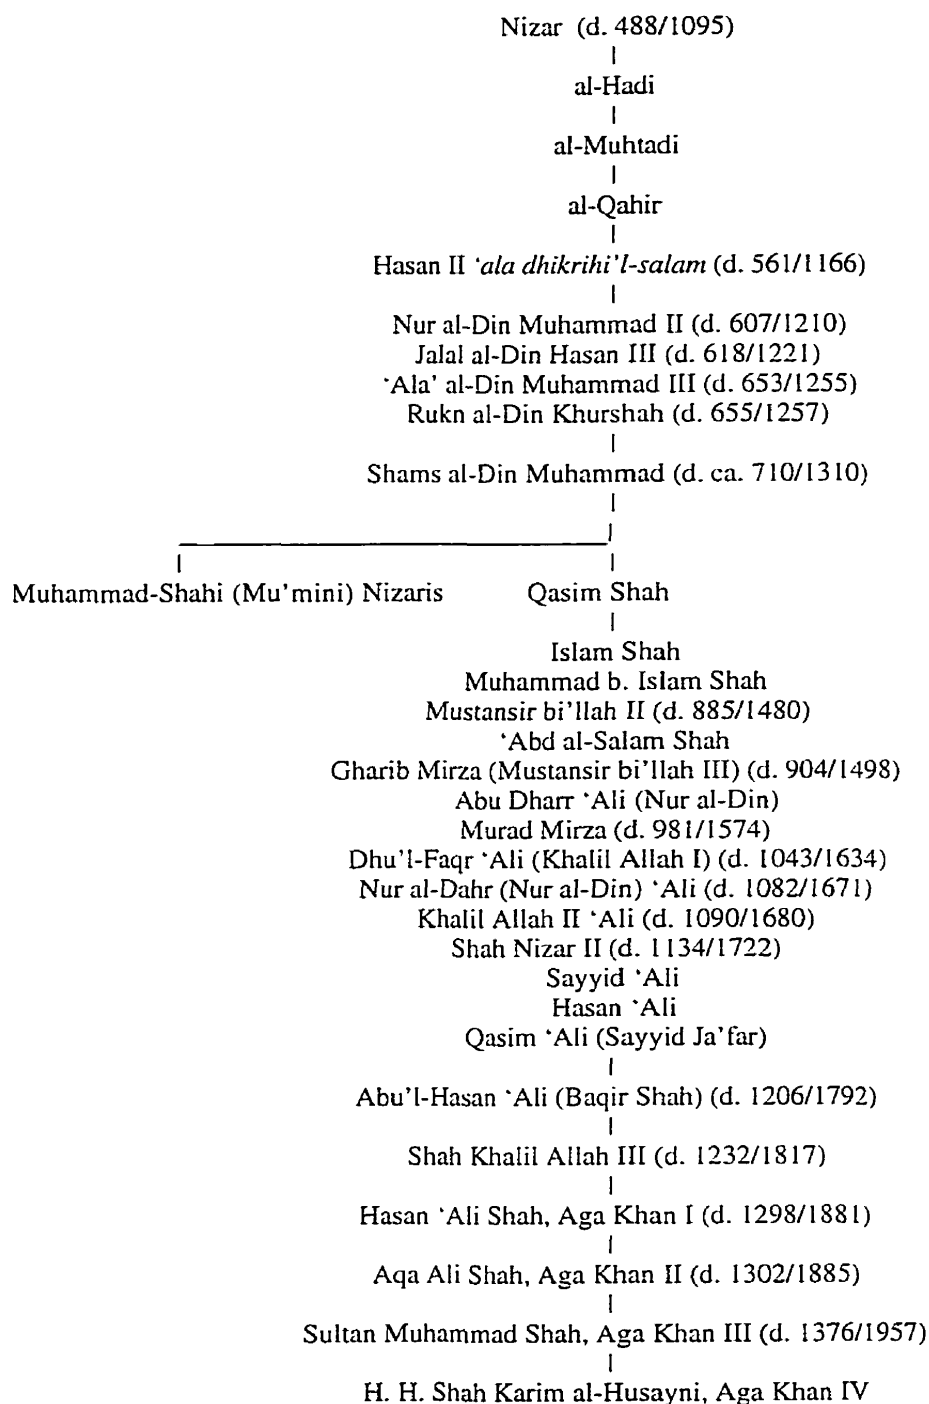 Nizar (d. 488/1095)
al-Hadi
al-Muhtadi
al-Qahir
Hasan II ‘ala dhikrihi’l-salam (d. 561/1166)
Nur al-Din Muhammad II (d. 607/1210)
Jalal al-Din Hasan III (d. 618/1221)
‘Ala’ al-Din Muhammad III (d. 653/1255)
Rukn al-Din Khurshah (d. 655/1257)
Shams al-Din Muhammad (d. ca. 710/1310)
Muhammad-Shahi (Mu’mini) Nizaris Qasim Shah
Islam Shah
Muhammad b. Islam Shah
Mustansir bi’llah II (d. 885/1480)
‘Abd al-Salam Shah
Gharib Mirza (Mustansir bi’llah III) (d. 904/1498)
Abu Dharr ‘Ali (Nur al-Din)
Murad Mirza (d. 981/1574)
Dhu’l-Faqr ‘Ali (Khalil Allah I) (d. 1043/1634)
Nur al-Dahr (Nur al-Din) ‘Ali (d. 1082/1671)
Khalil Allah II ‘Ali (d. 1090/1680)
Shah Nizar II (d. 1134/1722)
Sayyid ‘Ali
Hasan ‘Ali
Qasim ‘Ali (Sayyid Ja’far)
Abu’l-Hasan ‘Ali (Baqir Shah) (d. 1206/1792)
Shah Khalil Allah III (d. 1232/1817)
Hasan ‘Ali Shah, Aga Khan I (d. 1298/1881)
Aqa Ali Shah, Aga Khan II (d. 1302/1885)
Sultan Muhammad Shah, Aga Khan III (d. 1376/1957)
H. H. Shah Karim al-Husayni, Aga Khan IV